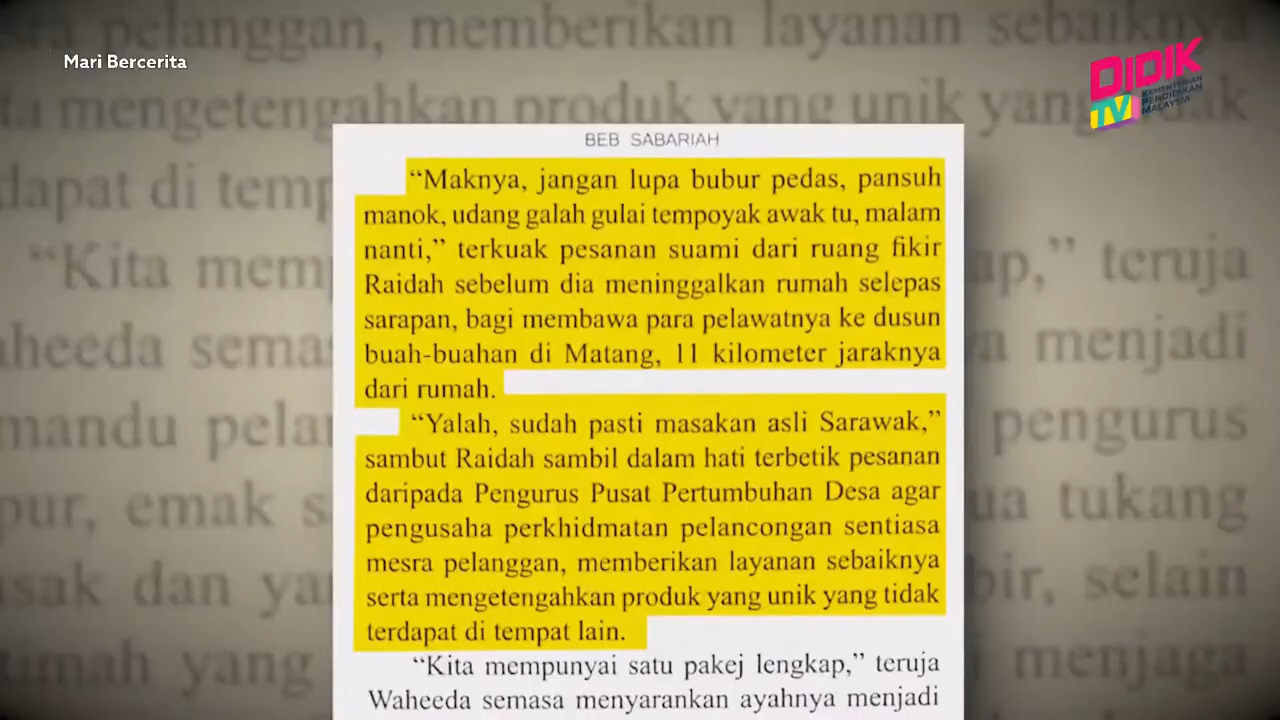 Mari Bercerita
DIDIK
TV
KEMENTERIAN
PENDIDIKAN
MALAYSIA
BEB SABARIAH
“Maknya, jangan lupa bubur pedas, pansuh
manok, udang galah gulai tempoyak awak tu, malam
nanti,” terkuak pesanan suami dari ruang fikir
Raidah sebelum dia meninggalkan rumah selepas
sarapan, bagi membawa para pelawatnya ke dusun
buah-buahan di Matang, 11 kilometer jaraknya
dari rumah.
“Yalah, sudah pasti masakan asli Sarawak,”
sambut Raidah sambil dalam hati terbetik pesanan
daripada Pengurus Pusat Pertumbuhan Desa agar
pengusaha perkhidmatan pelancongan sentiasa
mesra pelanggan, memberikan layanan sebaiknya
serta mengetengahkan produk yang unik yang tidak
terdapat di tempat lain.
“Kita mempunyai satu pakej lengkap,” teruja
Waheeda semasa menyarankan ayahnya menjadi